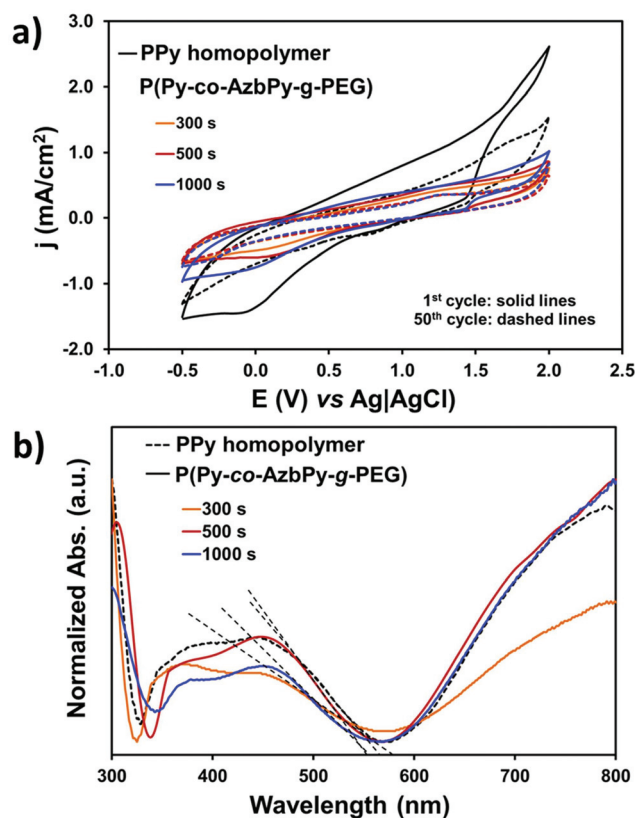 a)
3.0
2.0
1.0
0.0
-1.0
-2.0
j (mA/cm²)
PPy homopolymer
P(Py-co-AzbPy-g-PEG)
300 s
500 s
1000 s
1st cycle: solid lines
50th cycle: dashed lines
-1.0 -0.5 0.0 0.5 1.0 1.5 2.0 2.5
E (V) vs Ag|AgCl)
b)
Normalized Abs. (a.u.)
PPy homopolymer
P(Py-co-AzbPy-g-PEG)
300 s
500 s
1000 s
300 400 500 600 700 800
Wavelength (nm)